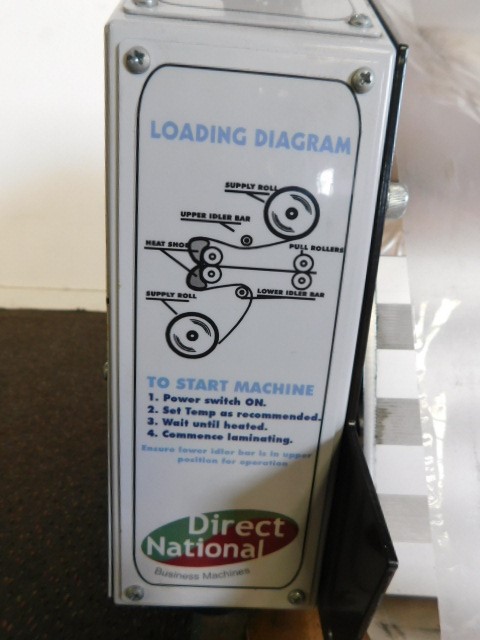 LOADING DIAGRAM
SUPPLY ROLL
UPPER IDLER BAR
HEAT SHOE
PULL ROLLERS
SUPPLY ROLL
LOWER IDLER BAR
TO START MACHINE
1. Power switch ON.
2. Set Temp as recommended.
3. Wait until heated.
4. Commence laminating.
Ensure lower idler bar is in upper
position for operation
Direct
National
Business Machines